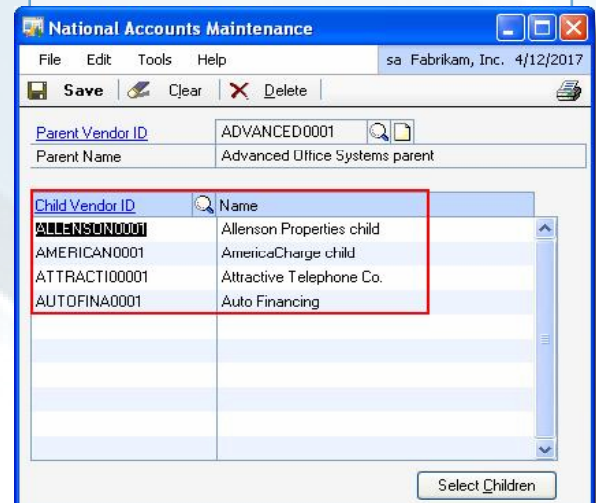 National Accounts Maintenance
File Edit Tools Help sa Fabrikam, Inc. 4/12/2017
Save Clear Delete
Parent Vendor ID ADVANCED0001
Parent Name Advanced Office Systems parent
Child Vendor ID Name
ALLENSON0001 Allenson Properties child
AMERICAN0001 AmericaCharge child
ATTRACTI00001 Attractive Telephone Co.
AUTOFINA0001 Auto Financing
Select Children